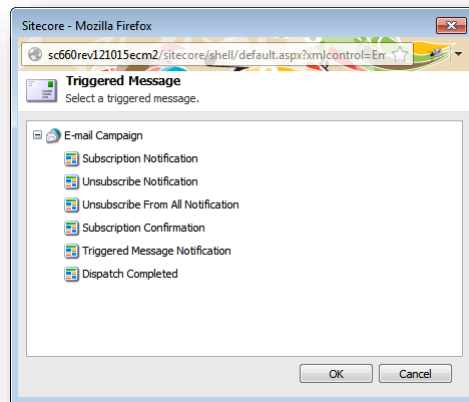 Sitecore - Mozilla Firefox
sc660rev121015ecm2/sitecore/shell/default.aspx?xmlcontrol=Em
Triggered Message
Select a triggered message.
E-mail Campaign
Subscription Notification
Unsubscribe Notification
Unsubscribe From All Notification
Subscription Confirmation
Triggered Message Notification
Dispatch Completed
OK Cancel